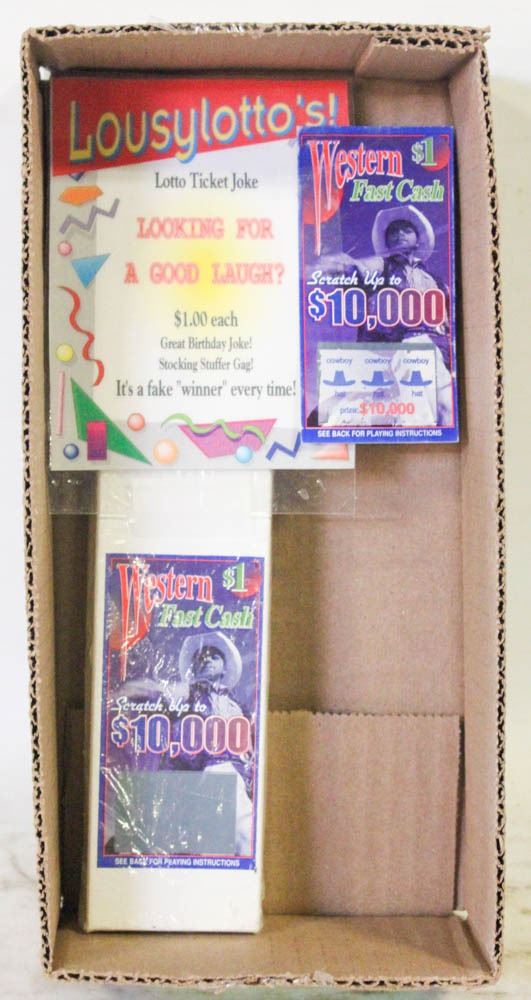 Lousylotto's!
Lotto Ticket Joke
LOOKING FOR
A GOOD LAUGH?
$1.00 each
Great Birthday Joke!
Stocking Stuffer Gag!
It's a fake "winner" every time!
Western $1
Fast Cash
Scratch Up to
$10,000
cowboy cowboy cowboy
hat hat hat
prize:$10,000
SEE BACK FOR PLAYING INSTRUCTIONS
Western $1
Fast Cash
Scratch Up to
$10,000
SEE BACK FOR PLAYING INSTRUCTIONS